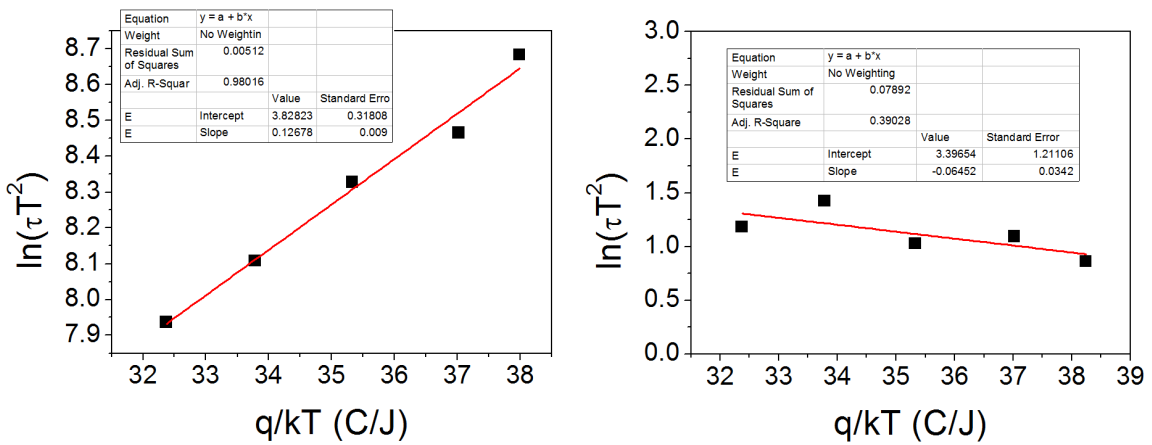 Equation y = a + b*x
Weight No Weightin
Residual Sum of Squares 0.00512
Adj. R-Squar 0.98016
Value Standard Erro
E Intercept 3.82823 0.31808
E Slope 0.12678 0.009
8.7
8.6
8.5
8.4
8.3
8.2
8.1
8.0
7.9
ln(τT²)
32 33 34 35 36 37 38
q/kT (C/J)
Equation y = a + b*x
Weight No Weighting
Residual Sum of Squares 0.07892
Adj. R-Square 0.39028
Value Standard Error
E Intercept 3.39654 1.21106
E Slope -0.06452 0.0342
3.0
2.5
2.0
1.5
1.0
0.5
0.0
ln(τT²)
32 33 34 35 36 37 38 39
q/kT (C/J)